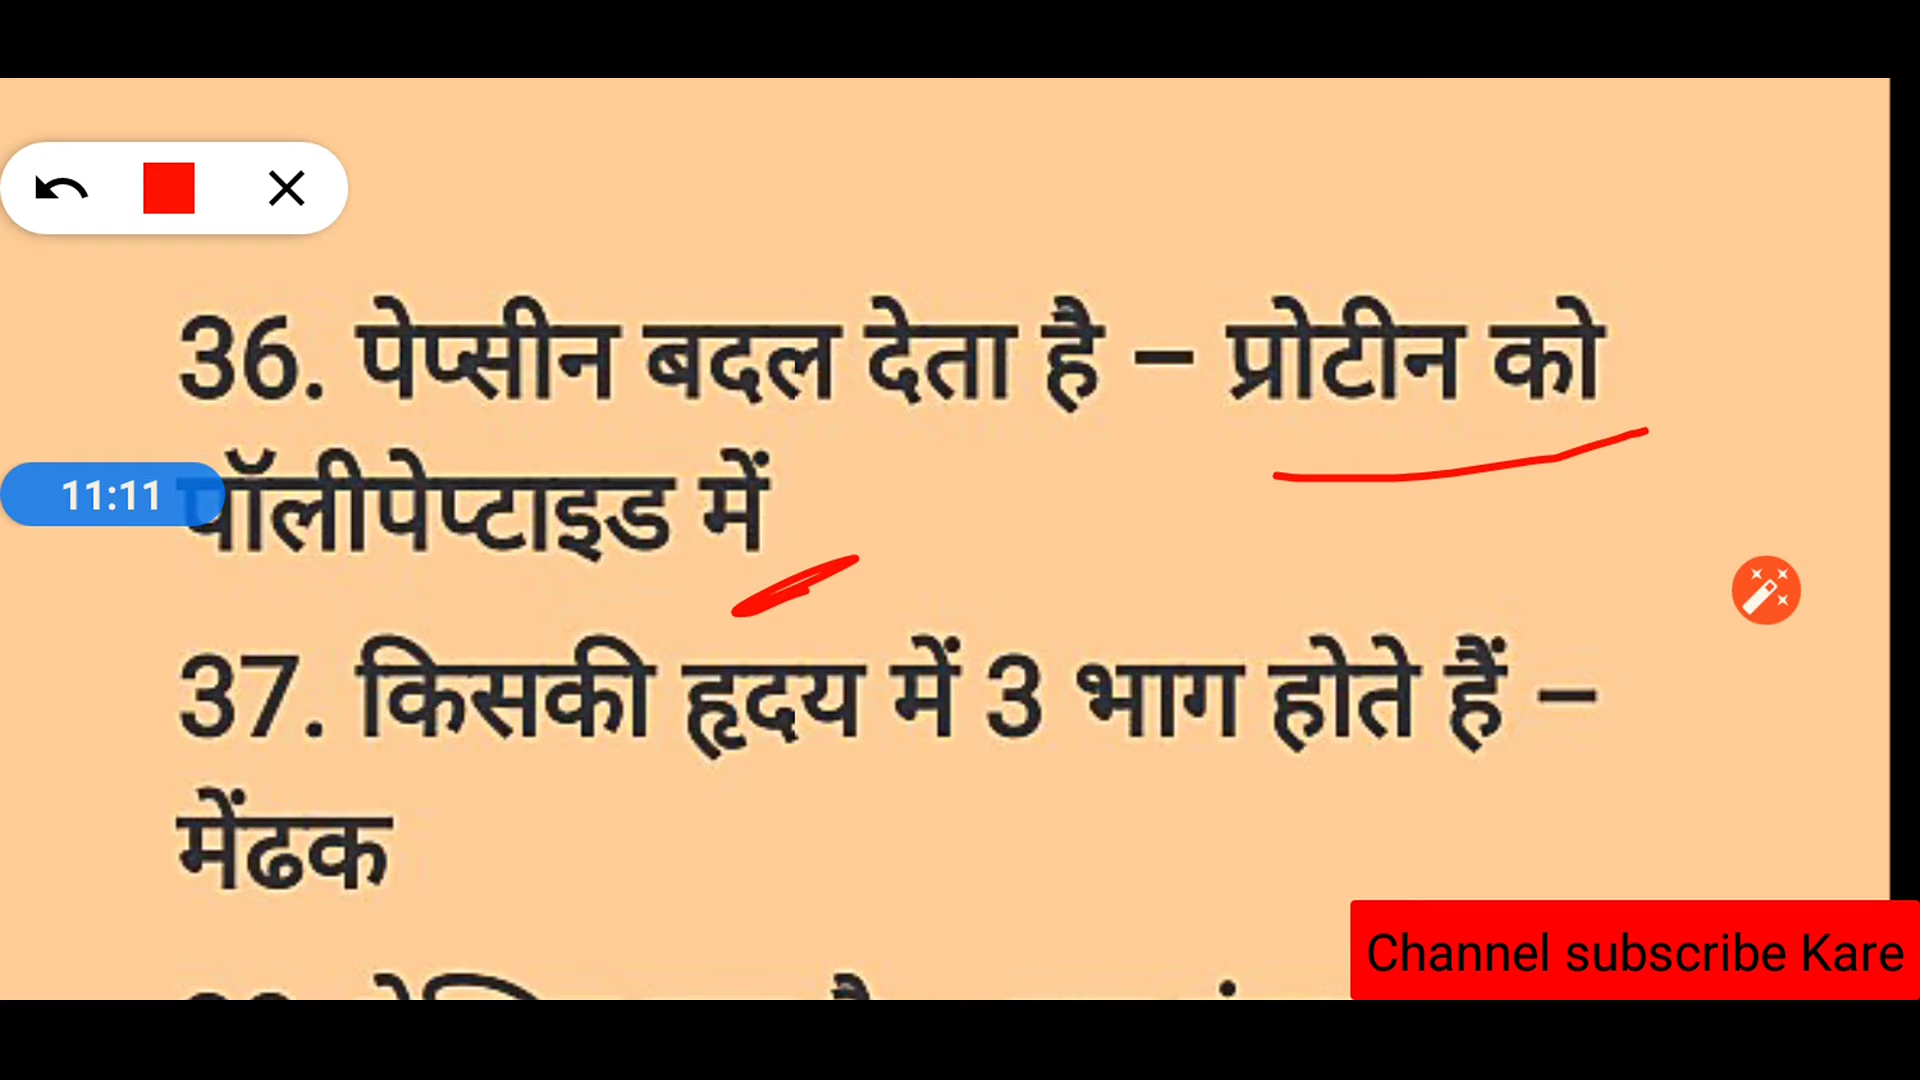 36. पेप्सीन बदल देता है – प्रोटीन को
11:11 पॉलीपेप्टाइड में
37. किसकी हृदय में 3 भाग होते हैं –
मेंढक
Channel subscribe Kare